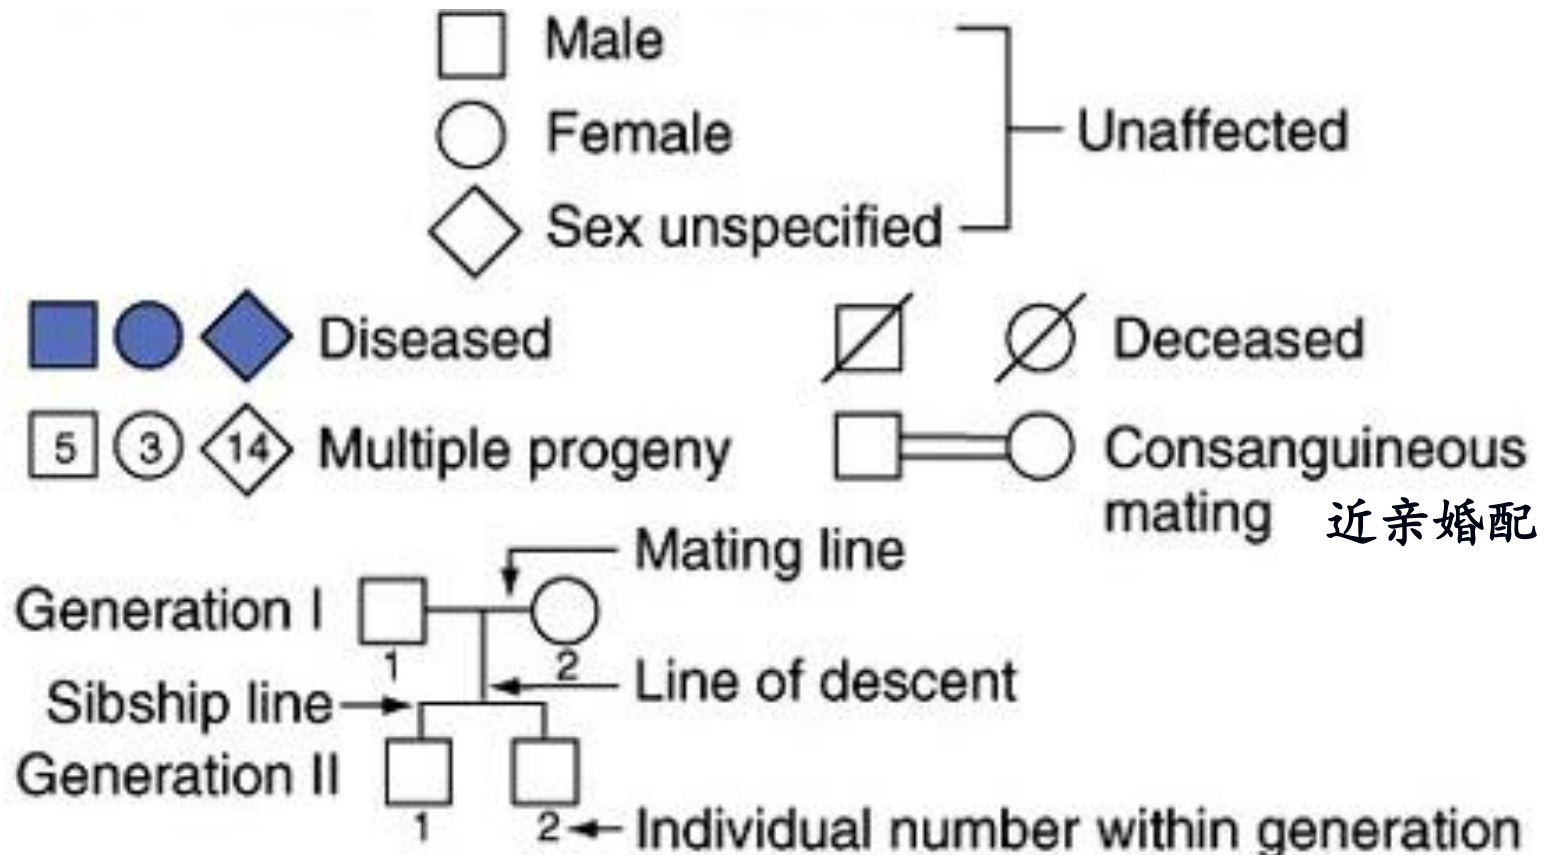 Male
Female
Unaffected
Sex unspecified
Diseased
Deceased
5 3 14 Multiple progeny
Consanguineous
mating 近亲婚配
Mating line
Generation I
1 2
Line of descent
Sibship line
Generation II
1 2
Individual number within generation